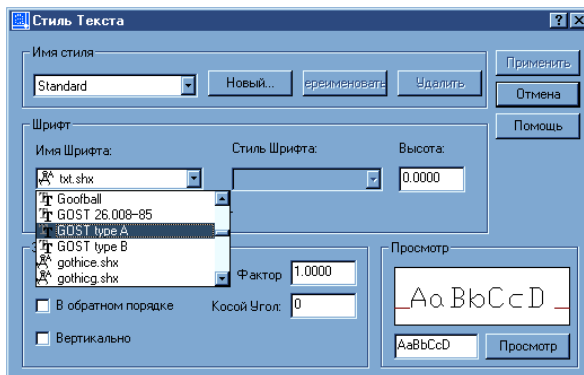 Стиль Текста
Имя стиля
Применить
Standard
Новый...
ереименовать
Удалить
Отмена
Шрифт
Помощь
Имя Шрифта:
Стиль Шрифта:
Высота:
txt.shx
0.0000
Goofball
GOST 26.008-85
GOST type A
GOST type B
gothice.shx
gothicg.shx
Фактор
1.0000
В обратном порядке
Косой Угол:
0
Вертикально
Просмотр
AaBbCcD
AaBbCcD
Просмотр